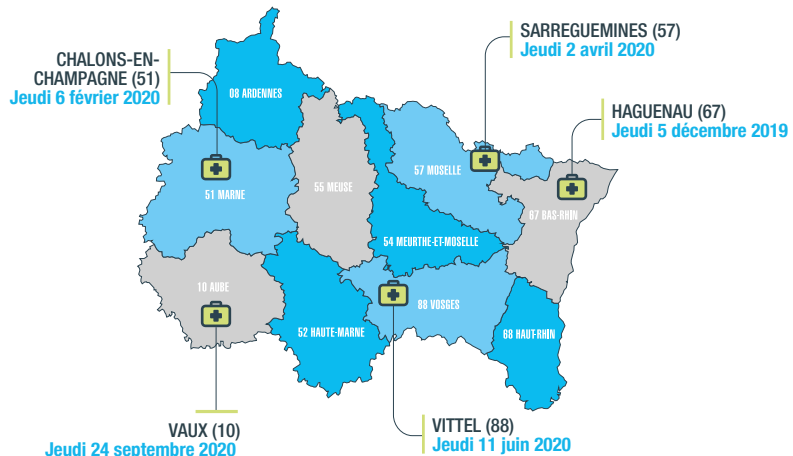 SARREGUEMINES (57)
Jeudi 2 avril 2020
CHALONS-EN-
CHAMPAGNE (51)
Jeudi 6 février 2020
08 ARDENNES
HAGUENAU (67)
Jeudi 5 décembre 2019
57 MOSELLE
55 MEUSE
51 MARNE
67 BAS-RHIN
54 MEURTHE-ET-MOSELLE
10 AUBE
88 VOSGES
52 HAUTE-MARNE
68 HAUT-RHIN
VAUX (10)
Jeudi 24 septembre 2020
VITTEL (88)
Jeudi 11 juin 2020